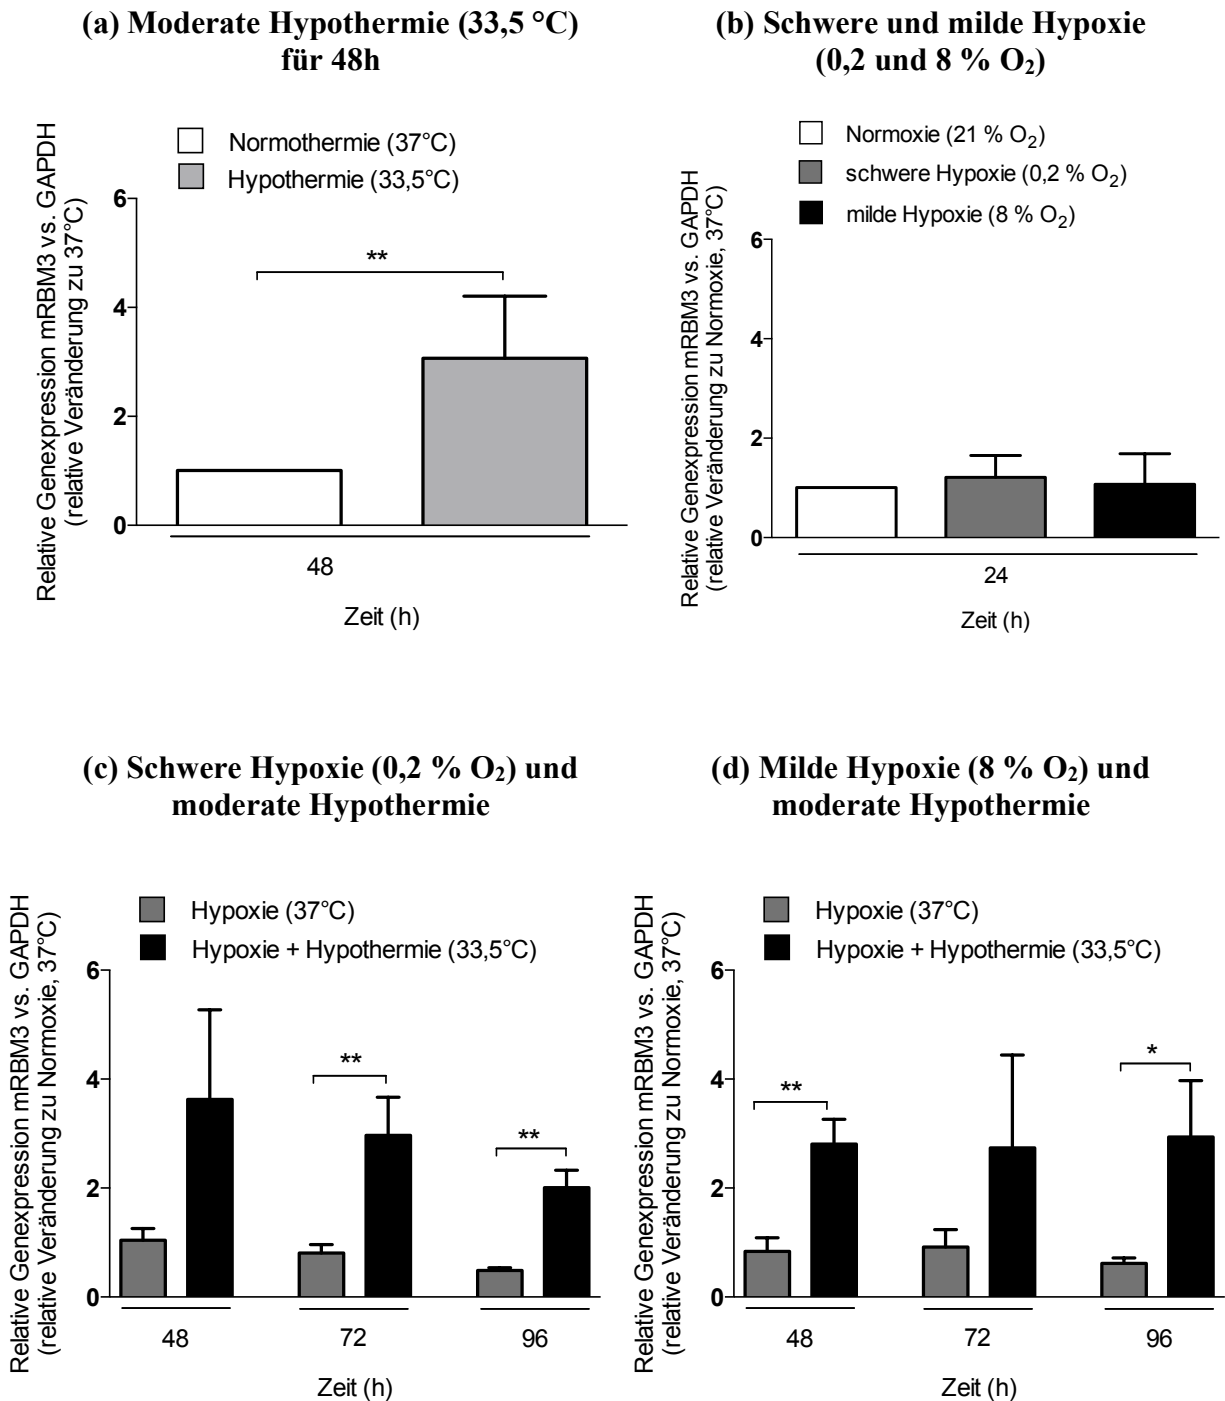 (a) Moderate Hypothermie (33,5 °C)
für 48h
Normothermie (37°C)
Hypothermie (33,5°C)
Relative Genexpression mRBM3 vs. GAPDH
(relative Veränderung zu 37°C)
6
4
2
0
**
48
Zeit (h)
(b) Schwere und milde Hypoxie
(0,2 und 8 % O₂)
Normoxie (21 % O₂)
schwere Hypoxie (0,2 % O₂)
milde Hypoxie (8 % O₂)
Relative Genexpression mRBM3 vs. GAPDH
(relative Veränderung zu Normoxie, 37°C)
6
4
2
0
24
Zeit (h)
(c) Schwere Hypoxie (0,2 % O₂) und
moderate Hypothermie
Hypoxie (37°C)
Hypoxie + Hypothermie (33,5°C)
Relative Genexpression mRBM3 vs. GAPDH
(relative Veränderung zu Normoxie, 37°C)
6
4
2
0
**
**
48 72 96
Zeit (h)
(d) Milde Hypoxie (8 % O₂) und
moderate Hypothermie
Hypoxie (37°C)
Hypoxie + Hypothermie (33,5°C)
Relative Genexpression mRBM3 vs. GAPDH
(relative Veränderung zu Normoxie, 37°C)
6
4
2
0
**
*
48 72 96
Zeit (h)